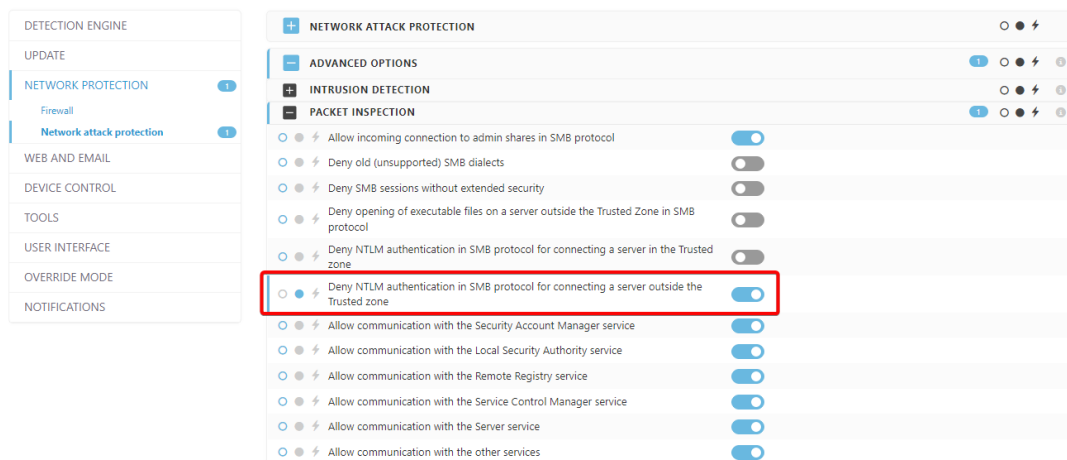 DETECTION ENGINE
UPDATE
NETWORK PROTECTION 1
Firewall
Network attack protection 1
WEB AND EMAIL
DEVICE CONTROL
TOOLS
USER INTERFACE
OVERRIDE MODE
NOTIFICATIONS
NETWORK ATTACK PROTECTION
ADVANCED OPTIONS 1
INTRUSION DETECTION
PACKET INSPECTION 1
Allow incoming connection to admin shares in SMB protocol
Deny old (unsupported) SMB dialects
Deny SMB sessions without extended security
Deny opening of executable files on a server outside the Trusted Zone in SMB
protocol
Deny NTLM authentication in SMB protocol for connecting a server in the Trusted
zone
Deny NTLM authentication in SMB protocol for connecting a server outside the
Trusted zone
Allow communication with the Security Account Manager service
Allow communication with the Local Security Authority service
Allow communication with the Remote Registry service
Allow communication with the Service Control Manager service
Allow communication with the Server service
Allow communication with the other services